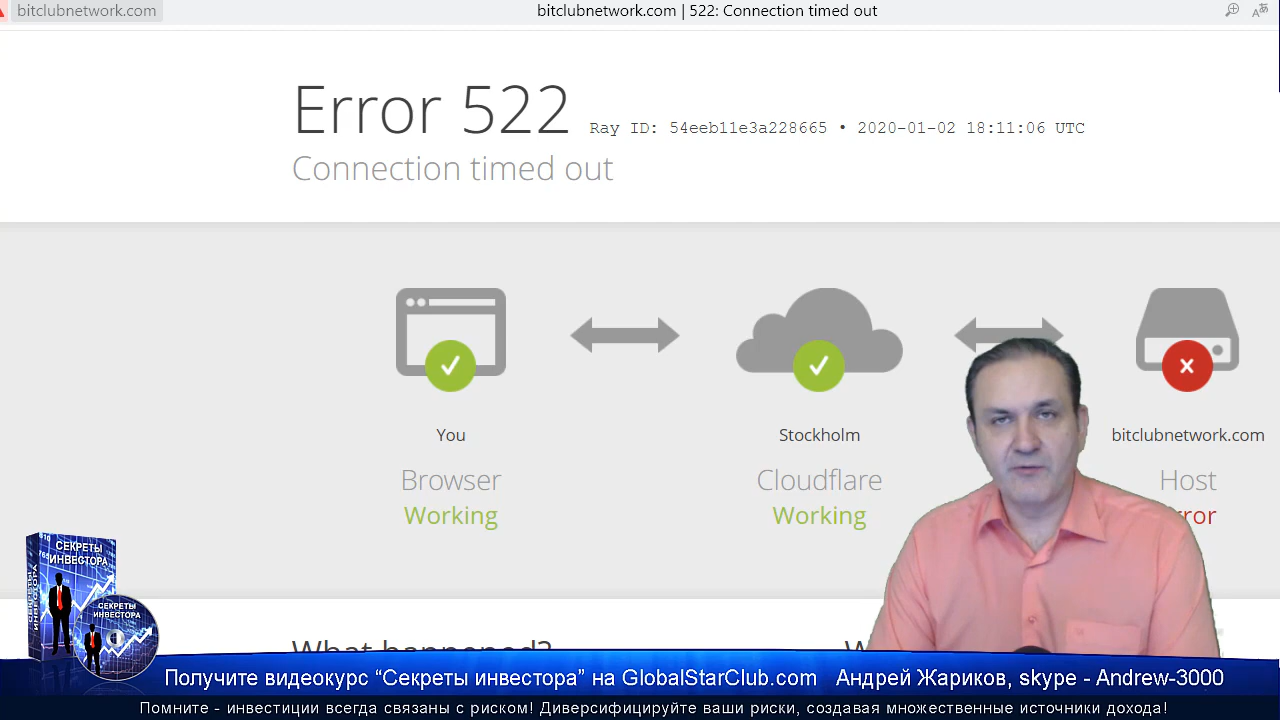 bitclubnetwork.com
bitclubnetwork.com | 522: Connection timed out
Error 522 Ray ID: 54eeb11e3a228665 • 2020-01-02 18:11:06 UTC
Connection timed out
You
Stockholm
bitclubnetwork.com
Browser
Cloudflare
Host
Working
Working
rror
What happened?
W
СЕКРЕТЫ
ИНВЕСТОРА
СЕКРЕТЫ
ИНВЕСТОРА
Получите видеокурс “Секреты инвестора” на GlobalStarClub.com Андрей Жариков, skype - Andrew-3000
Помните - инвестиции всегда связаны с риском! Диверсифицируйте ваши риски, создавая множественные источники дохода!